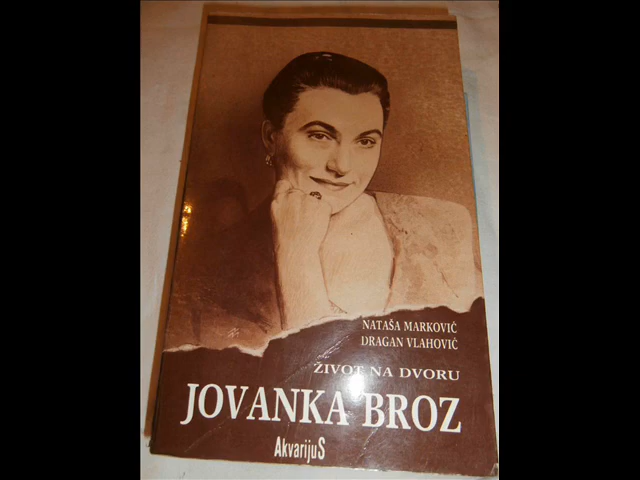 NATAŠA MARKOVIĆ
DRAGAN VLAHOVIĆ
ŽIVOT NA DVORU
JOVANKA BROZ
AkvarijuS